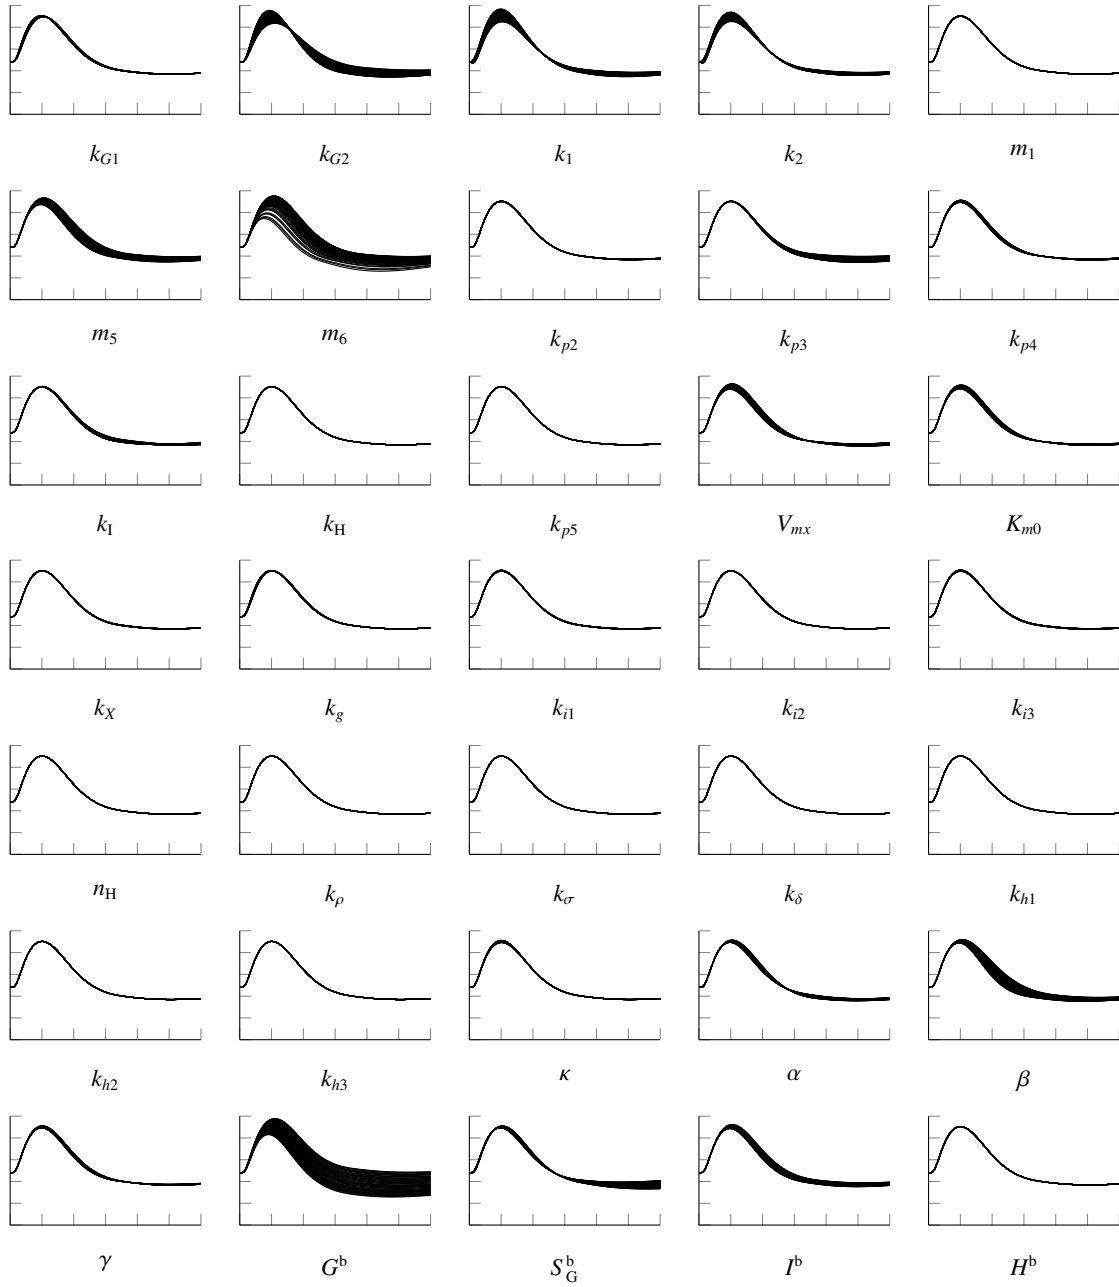 k_{G1} k_{G2} k_1 k_2 m_1
m_5 m_6 k_{p2} k_{p3} k_{p4}
k_I k_H k_{p5} V_{mx} K_{m0}
k_X k_g k_{i1} k_{i2} k_{i3}
n_H k_ρ k_σ k_δ k_{h1}
k_{h2} k_{h3} κ α β
γ G^b S_G^b I^b H^b